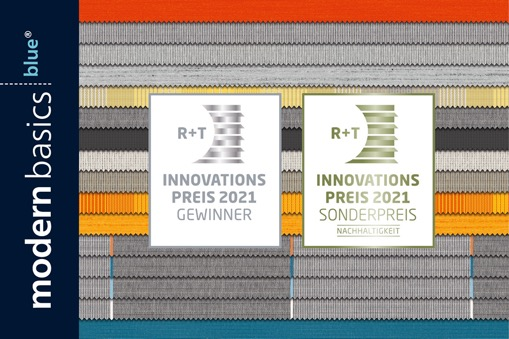 modern basics blue®
R+T
INNOVATIONS
PREIS 2021
GEWINNER
R+T
INNOVATIONS
PREIS 2021
SONDERPREIS
NACHHALTIGKEIT